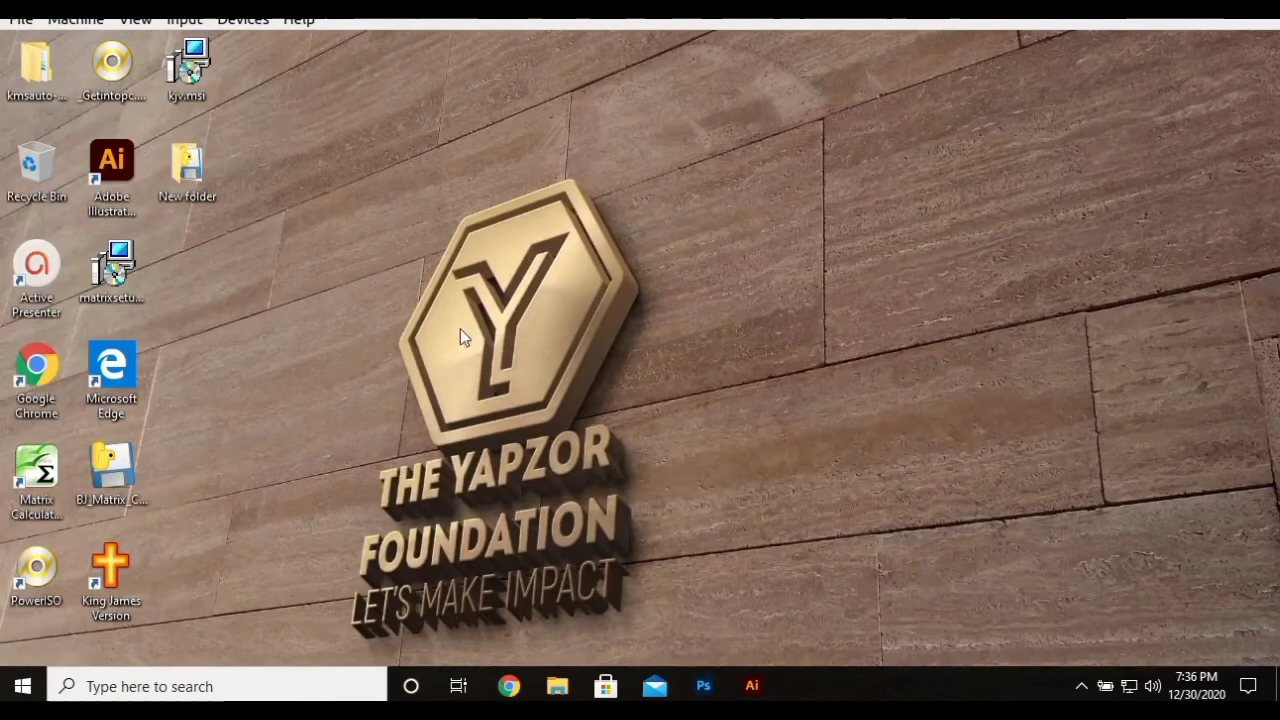 File Machine View Input Devices Help
kmsauto-...
_Getintopc....
kjv.msi
Recycle Bin
Ai
Adobe
Illustrat...
New folder
Active
Presenter
matrixsetu...
Google
Chrome
Microsoft
Edge
Matrix
Calculat...
BJ_Matrix_C...
PowerISO
King James
Version
Y
THE YAPZOR
FOUNDATION
LET'S MAKE IMPACT
Type here to search
Ps
Ai
7:36 PM
12/30/2020